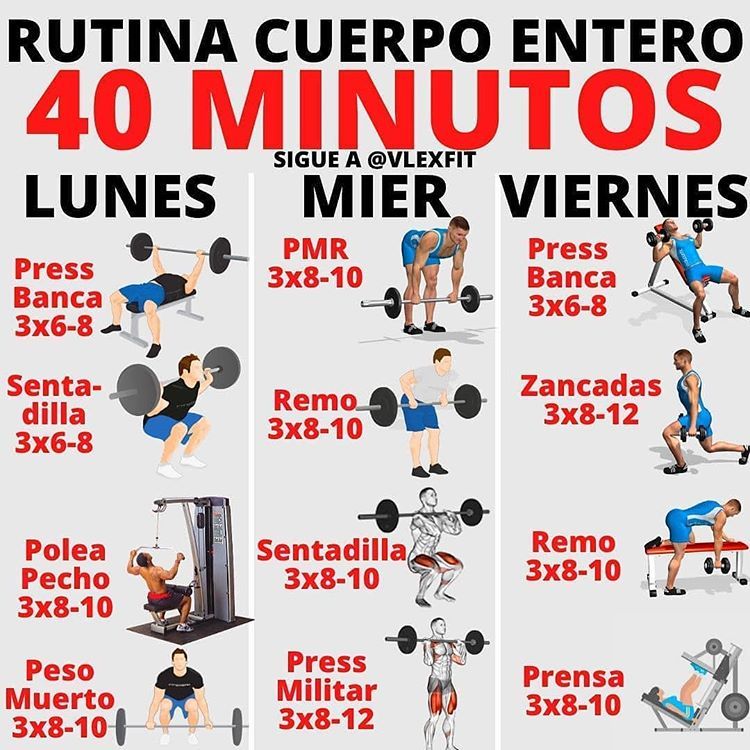 RUTINA CUERPO ENTERO
40 MINUTOS
SIGUE A @VLEXFIT
LUNES
Press
Banca
3x6-8
Senta-
dilla
3x6-8
Polea
Pecho
3x8-10
Peso
Muerto
3x8-10
MIER
PMR
3x8-10
Remo
3x8-10
Sentadilla
3x8-10
Press
Militar
3x8-12
VIERNES
Press
Banca
3x6-8
Zancadas
3x8-12
Remo
3x8-10
Prensa
3x8-10